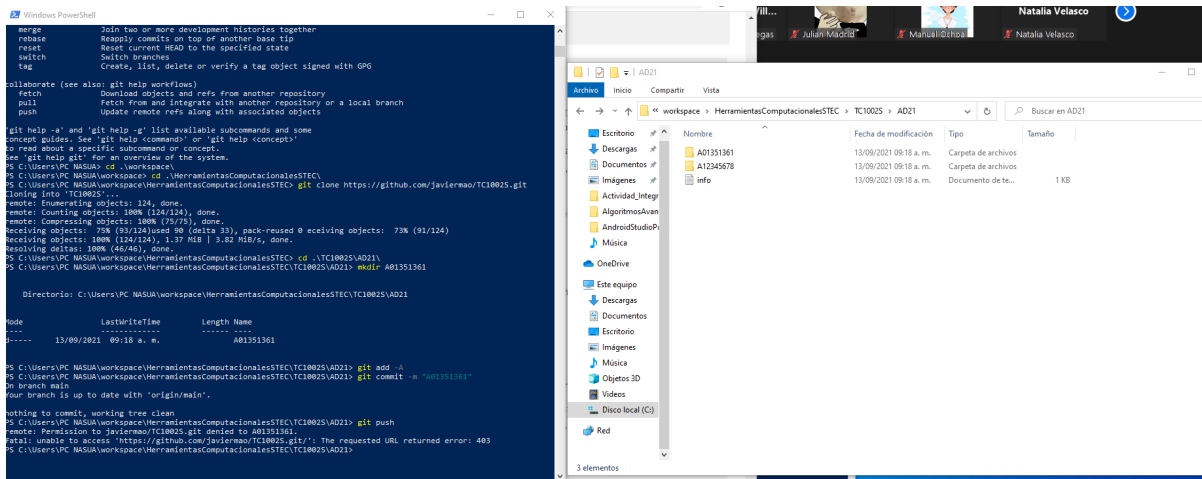 Windows PowerShell
merge Join two or more development histories together
rebase Reapply commits on top of another base tip
reset Reset current HEAD to the specified state
switch Switch branches
tag Create, list, delete or verify a tag object signed with GPG
collaborate (see also: git help workflows)
fetch Download objects and refs from another repository
pull Fetch from and integrate with another repository or a local branch
push Update remote refs along with associated objects
'git help -a' and 'git help -g' list available subcommands and some
concept guides. See 'git help <command>' or 'git help <concept>'
to read about a specific subcommand or concept.
See 'git help git' for an overview of the system.
PS C:\Users\PC NASUA> cd .\workspace\
PS C:\Users\PC NASUA\workspace> cd .\HerramientasComputacionalesSTEC\
PS C:\Users\PC NASUA\workspace\HerramientasComputacionalesSTEC> git clone https://github.com/javiermao/TC1002S.git
Cloning into 'TC1002S'...
remote: Enumerating objects: 124, done.
remote: Counting objects: 100% (124/124), done.
remote: Compressing objects: 100% (75/75), done.
Receiving objects: 75% (93/124)used 90 (delta 33), pack-reused 0 eceiving objects: 73% (91/124)
Receiving objects: 100% (124/124), 1.37 MiB | 3.82 MiB/s, done.
Resolving deltas: 100% (46/46), done.
PS C:\Users\PC NASUA\workspace\HerramientasComputacionalesSTEC> cd .\TC1002S\AD21\
PS C:\Users\PC NASUA\workspace\HerramientasComputacionalesSTEC\TC1002S\AD21> mkdir A01351361
Directorio: C:\Users\PC NASUA\workspace\HerramientasComputacionalesSTEC\TC1002S\AD21
Mode LastWriteTime Length Name
---- ------------- ------ ----
d----- 13/09/2021 09:18 a. m. A01351361
PS C:\Users\PC NASUA\workspace\HerramientasComputacionalesSTEC\TC1002S\AD21> git add -A
PS C:\Users\PC NASUA\workspace\HerramientasComputacionalesSTEC\TC1002S\AD21> git commit -m "A01351361"
On branch main
Your branch is up to date with 'origin/main'.
nothing to commit, working tree clean
PS C:\Users\PC NASUA\workspace\HerramientasComputacionalesSTEC\TC1002S\AD21> git push
remote: Permission to javiermao/TC1002S.git denied to A01351361.
fatal: unable to access 'https://github.com/javiermao/TC1002S.git/': The requested URL returned error: 403
PS C:\Users\PC NASUA\workspace\HerramientasComputacionalesSTEC\TC1002S\AD21>
Natalia Velasco
egas Julian Madrid Manuel Ochoa Natalia Velasco
AD21
Archivo Inicio Compartir Vista
« workspace > HerramientasComputacionalesSTEC > TC1002S > AD21 Buscar en AD21
Nombre Fecha de modificación Tipo Tamaño
A01351361 13/09/2021 09:18 a. m. Carpeta de archivos
A12345678 13/09/2021 09:18 a. m. Carpeta de archivos
info 13/09/2021 09:18 a. m. Documento de te... 1 KB
Escritorio
Descargas
Documentos
Imágenes
Actividad_Integr
AlgoritmosAvan
AndroidStudioPr
Música
OneDrive
Este equipo
Descargas
Documentos
Escritorio
Imágenes
Música
Objetos 3D
Videos
Disco local (C:)
Red
3 elementos